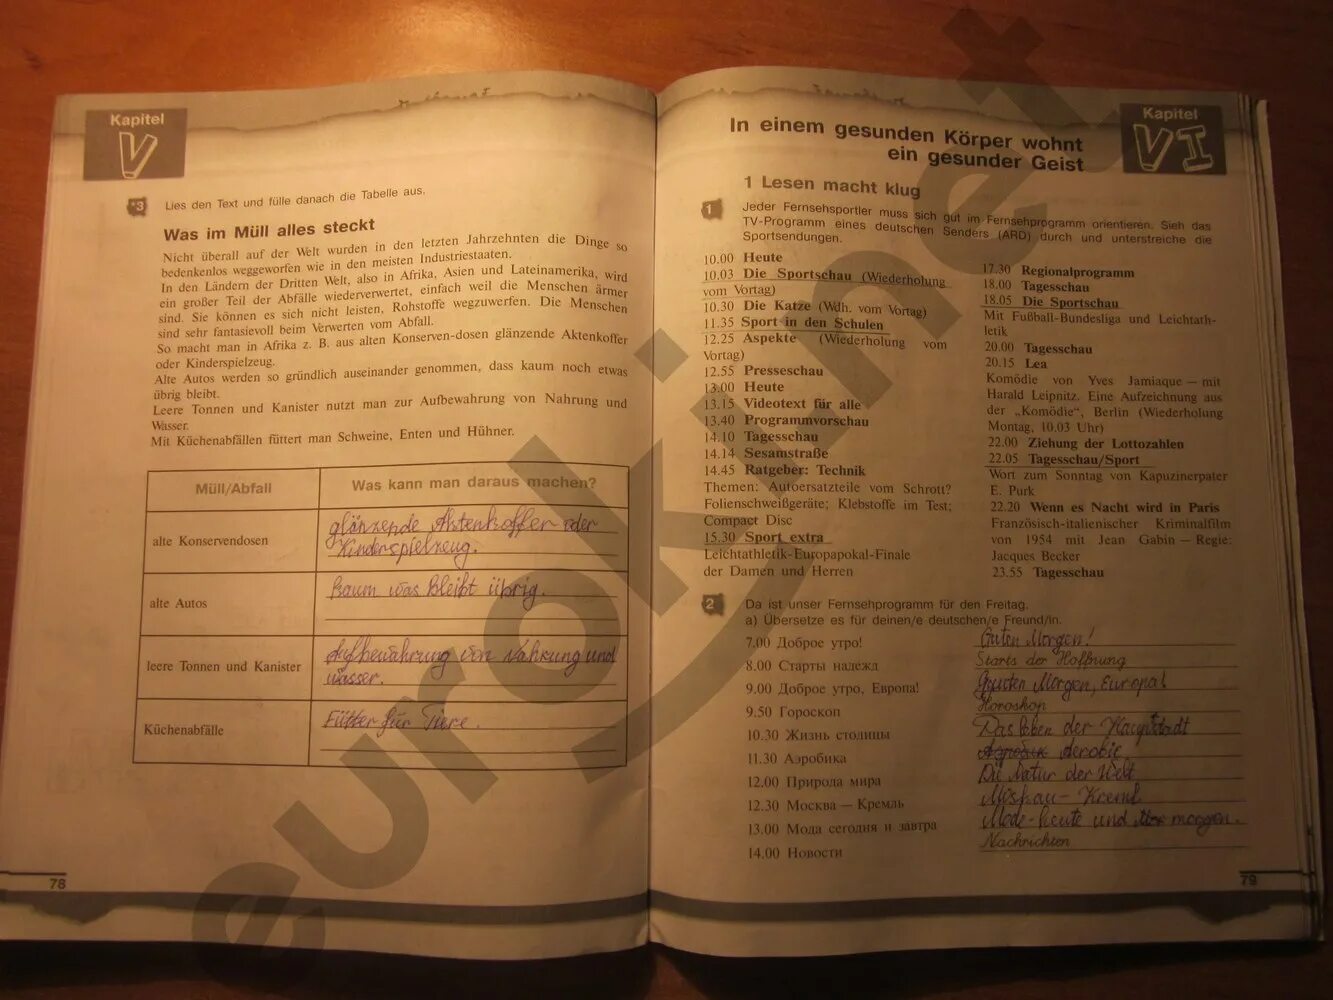 Kapitel
V
*3 Lies den Text und fülle danach die Tabelle aus.
Was im Müll alles steckt
Nicht überall auf der Welt wurden in den letzten Jahrzehnten die Dinge so
bedenkenlos weggeworfen wie in den meisten Industriestaaten.
In den Ländern der Dritten Welt, also in Afrika, Asien und Lateinamerika, wird
ein großer Teil der Abfälle wiederverwertet, einfach weil die Menschen ärmer
sind. Sie können es sich nicht leisten, Rohstoffe wegzuwerfen. Die Menschen
sind sehr fantasievoll beim Verwerten vom Abfall.
So macht man in Afrika z. B. aus alten Konserven-dosen glänzende Aktenkoffer
oder Kinderspielzeug.
Alte Autos werden so gründlich auseinander genommen, dass kaum noch etwas
übrig bleibt.
Leere Tonnen und Kanister nutzt man zur Aufbewahrung von Nahrung und
Wasser.
Mit Küchenabfällen füttert man Schweine, Enten und Hühner.
Müll/Abfall
Was kann man daraus machen?
alte Konservendosen
glänzende Aktenkoffer oder
Kinderspielzeug.
alte Autos
Kaum was bleibt übrig.
leere Tonnen und Kanister
Aufbewahrung von Nahrung und
wasser.
Küchenabfälle
Fütter für Tiere.
78
Kapitel
VI
In einem gesunden Körper wohnt
ein gesunder Geist
1 Lesen macht klug
1 Jeder Fernsehsportler muss sich gut im Fernsehprogramm orientieren. Sieh das
TV-Programm eines deutschen Senders (ARD) durch und unterstreiche die
Sportsendungen.
10.00 Heute
10.03 Die Sportschau (Wiederholung
vom Vortag)
10.30 Die Katze (Wdh. vom Vortag)
11.35 Sport in den Schulen
12.25 Aspekte (Wiederholung vom
Vortag)
12.55 Presseschau
13.00 Heute
13.15 Videotext für alle
13.40 Programmvorschau
14.10 Tagesschau
14.14 Sesamstraße
14.45 Ratgeber: Technik
Themen: Autoersatzteile vom Schrott?
Folienschweißgeräte; Klebstoffe im Test;
Compact Disc
15.30 Sport extra
Leichtathletik-Europapokal-Finale
der Damen und Herren
17.30 Regionalprogramm
18.00 Tagesschau
18.05 Die Sportschau
Mit Fußball-Bundesliga und Leichtath-
letik
20.00 Tagesschau
20.15 Lea
Komödie von Yves Jamiaque — mit
Harald Leipnitz. Eine Aufzeichnung aus
der „Komödie“, Berlin (Wiederholung
Montag, 10.03 Uhr)
22.00 Ziehung der Lottozahlen
22.05 Tagesschau/Sport
Wort zum Sonntag von Kapuzinerpater
E. Purk
22.20 Wenn es Nacht wird in Paris
Französisch-italienischer Kriminalfilm
von 1954 mit Jean Gabin — Regie:
Jacques Becker
23.55 Tagesschau
2 Da ist unser Fernsehprogramm für den Freitag.
a) Übersetze es für deinen/e deutschen/e Freund/in.
7.00 Доброе утро! Guten Morgen!
8.00 Старты надежд Starts der Hoffnung
9.00 Доброе утро, Европа! Guten Morgen, Europa!
9.50 Гороскоп Horoskop
10.30 Жизнь столицы Das Leben der Hauptstadt
11.30 Аэробика Aerobic
12.00 Природа мира Die Natur der Welt
12.30 Москва — Кремль Moskau - Kreml
13.00 Мода сегодня и завтра Mode-heute und morgen.
14.00 Новости Nachrichten
79
eurokimet